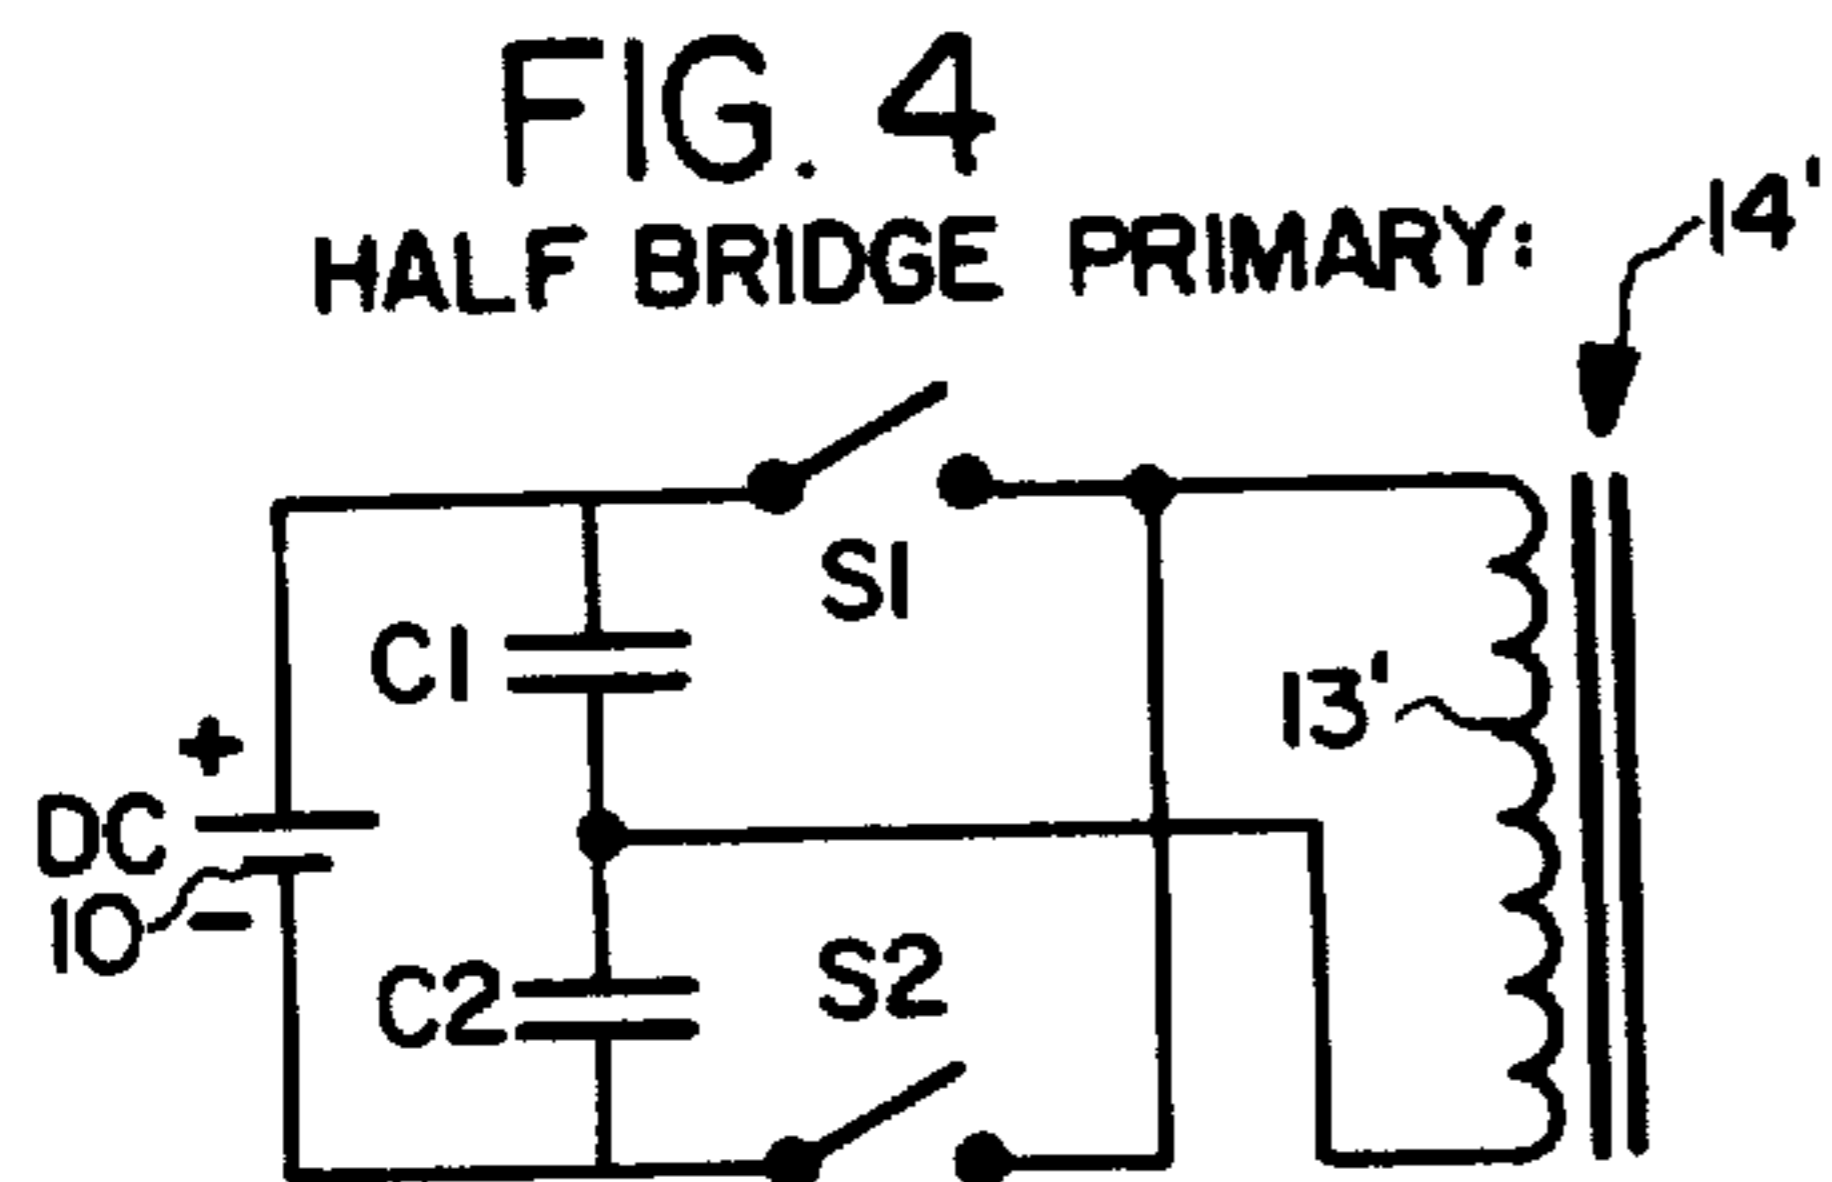 FIG. 4
HALF BRIDGE PRIMARY:
14'
S1
C1
13'
+
DC
10
-
S2
C2